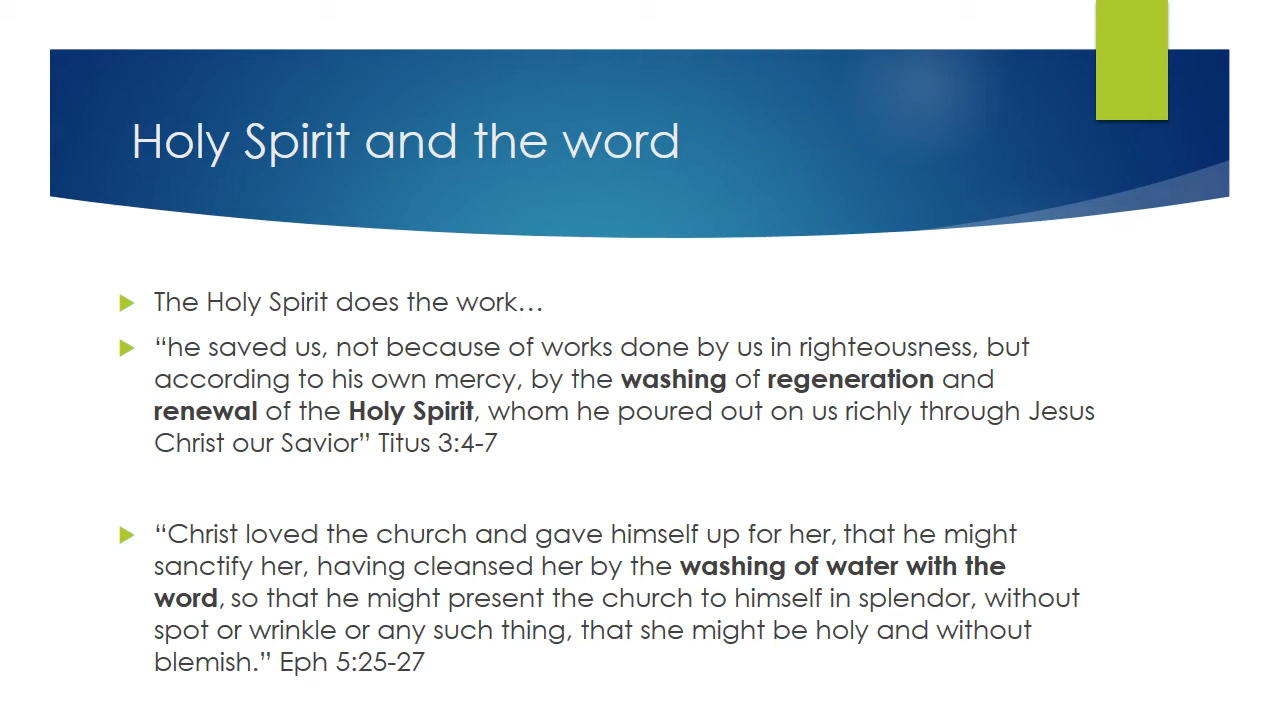 Holy Spirit and the word
The Holy Spirit does the work…
“he saved us, not because of works done by us in righteousness, but
according to his own mercy, by the washing of regeneration and
renewal of the Holy Spirit, whom he poured out on us richly through Jesus
Christ our Savior” Titus 3:4-7
“Christ loved the church and gave himself up for her, that he might
sanctify her, having cleansed her by the washing of water with the
word, so that he might present the church to himself in splendor, without
spot or wrinkle or any such thing, that she might be holy and without
blemish.” Eph 5:25-27